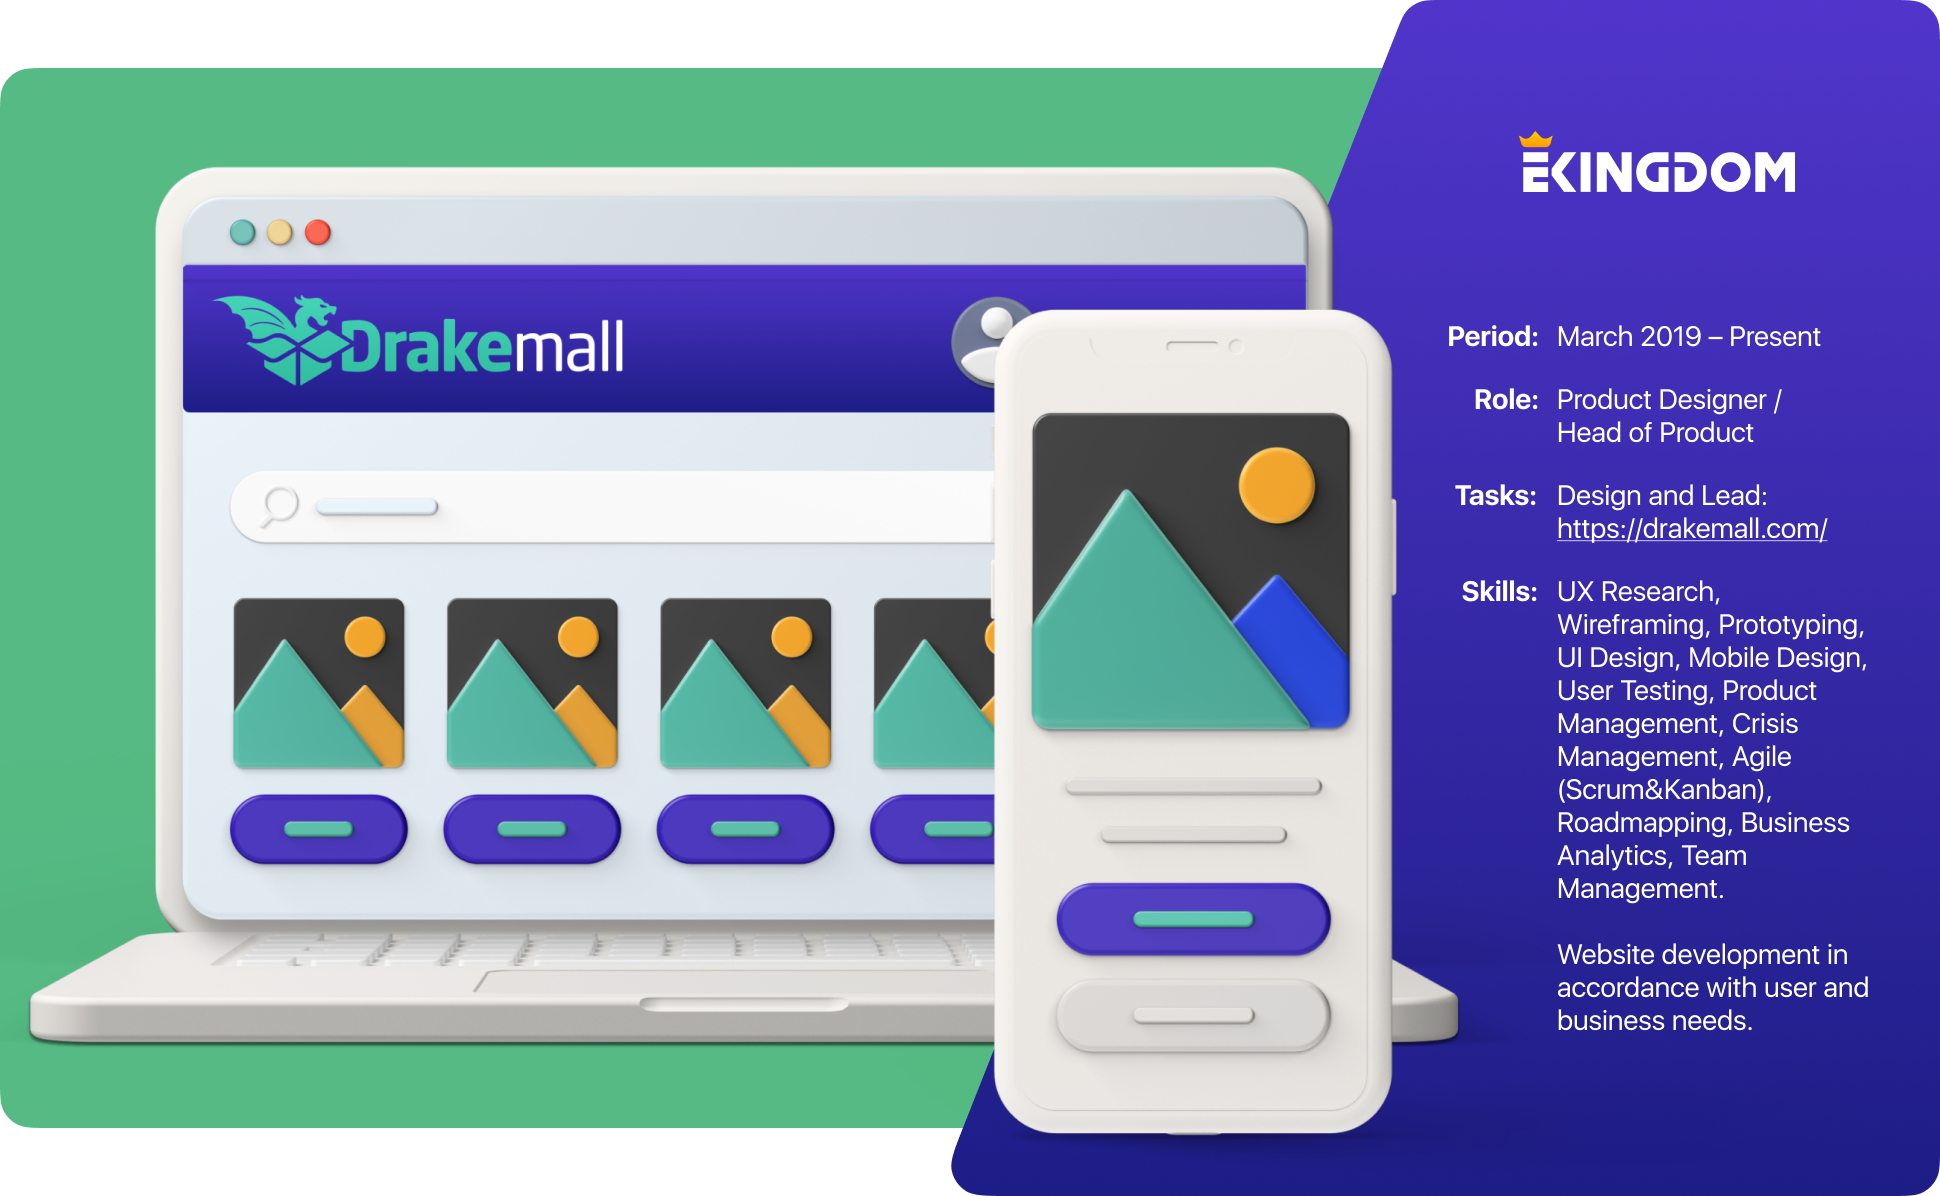 Drakemall
EKINGDOM
Period: March 2019 – Present
Role: Product Designer /
Head of Product
Tasks: Design and Lead:
https://drakemall.com/
Skills: UX Research,
Wireframing, Prototyping,
UI Design, Mobile Design,
User Testing, Product
Management, Crisis
Management, Agile
(Scrum&Kanban),
Roadmapping, Business
Analytics, Team
Management.
Website development in
accordance with user and
business needs.